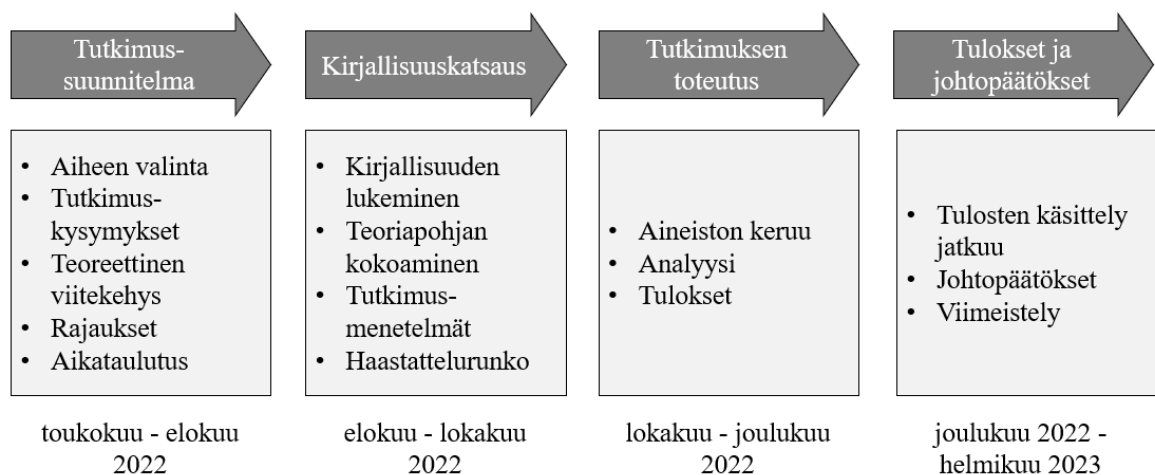 Tutkimus-
suunnitelma
Kirjallisuuskatsaus
Tutkimuksen
toteutus
Tulokset ja
johtopäätökset
• Aiheen valinta
• Tutkimus-
kysymykset
• Teoreettinen
viitekehys
• Rajaukset
• Aikataulutus
• Kirjallisuuden
lukeminen
• Teoriapohjan
kokoaminen
• Tutkimus-
menetelmät
• Haastattelurunko
• Aineiston keruu
• Analyysi
• Tulokset
• Tulosten käsittely
jatkuu
• Johtopäätökset
• Viimeistely
toukokuu - elokuu
2022
elokuu - lokakuu
2022
lokakuu - joulukuu
2022
joulukuu 2022 -
helmikuu 2023